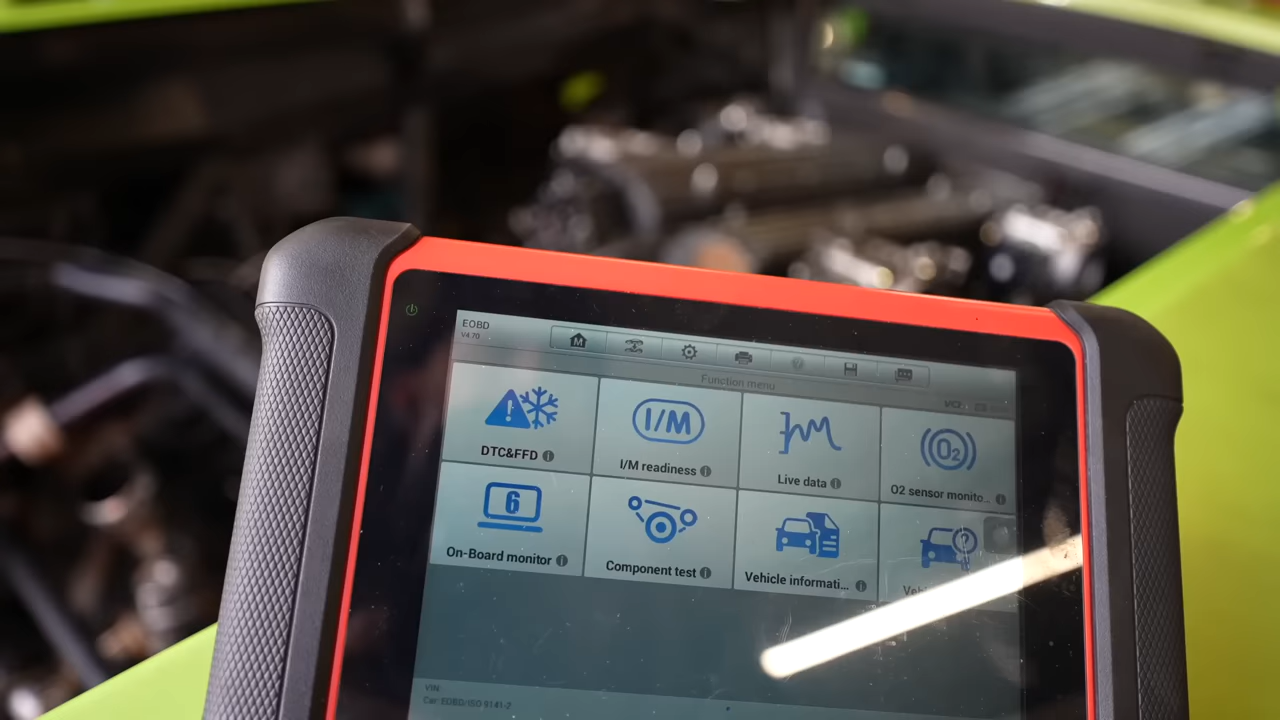 EOBD
V4.70
Function menu
VCI
DTC&FFD
I/M
I/M readiness
Live data
O2
O2 sensor monito...
6
On-Board monitor
Component test
Vehicle informati...
VIN:
Car: EOBD/ISO 9141-2